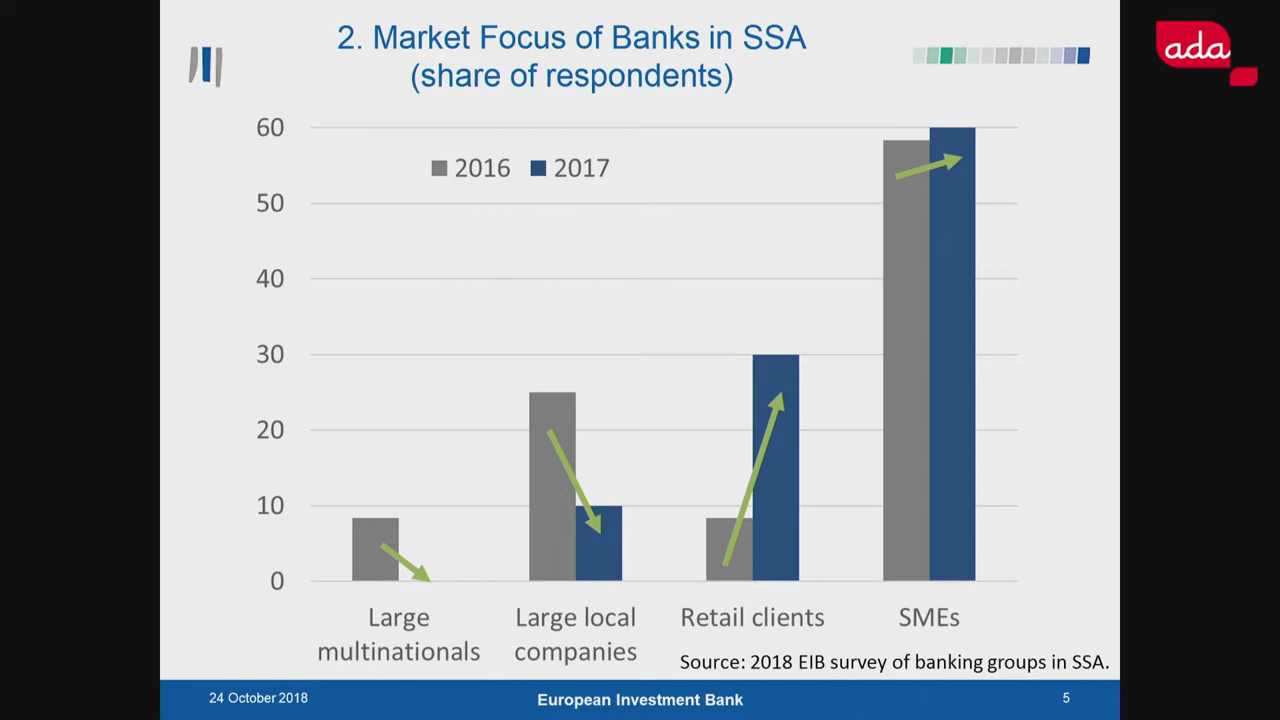 2. Market Focus of Banks in SSA
(share of respondents)
ada
60
2016 2017
50
40
30
20
10
0
Large multinationals
Large local companies
Retail clients
SMEs
Source: 2018 EIB survey of banking groups in SSA.
24 October 2018 European Investment Bank 5